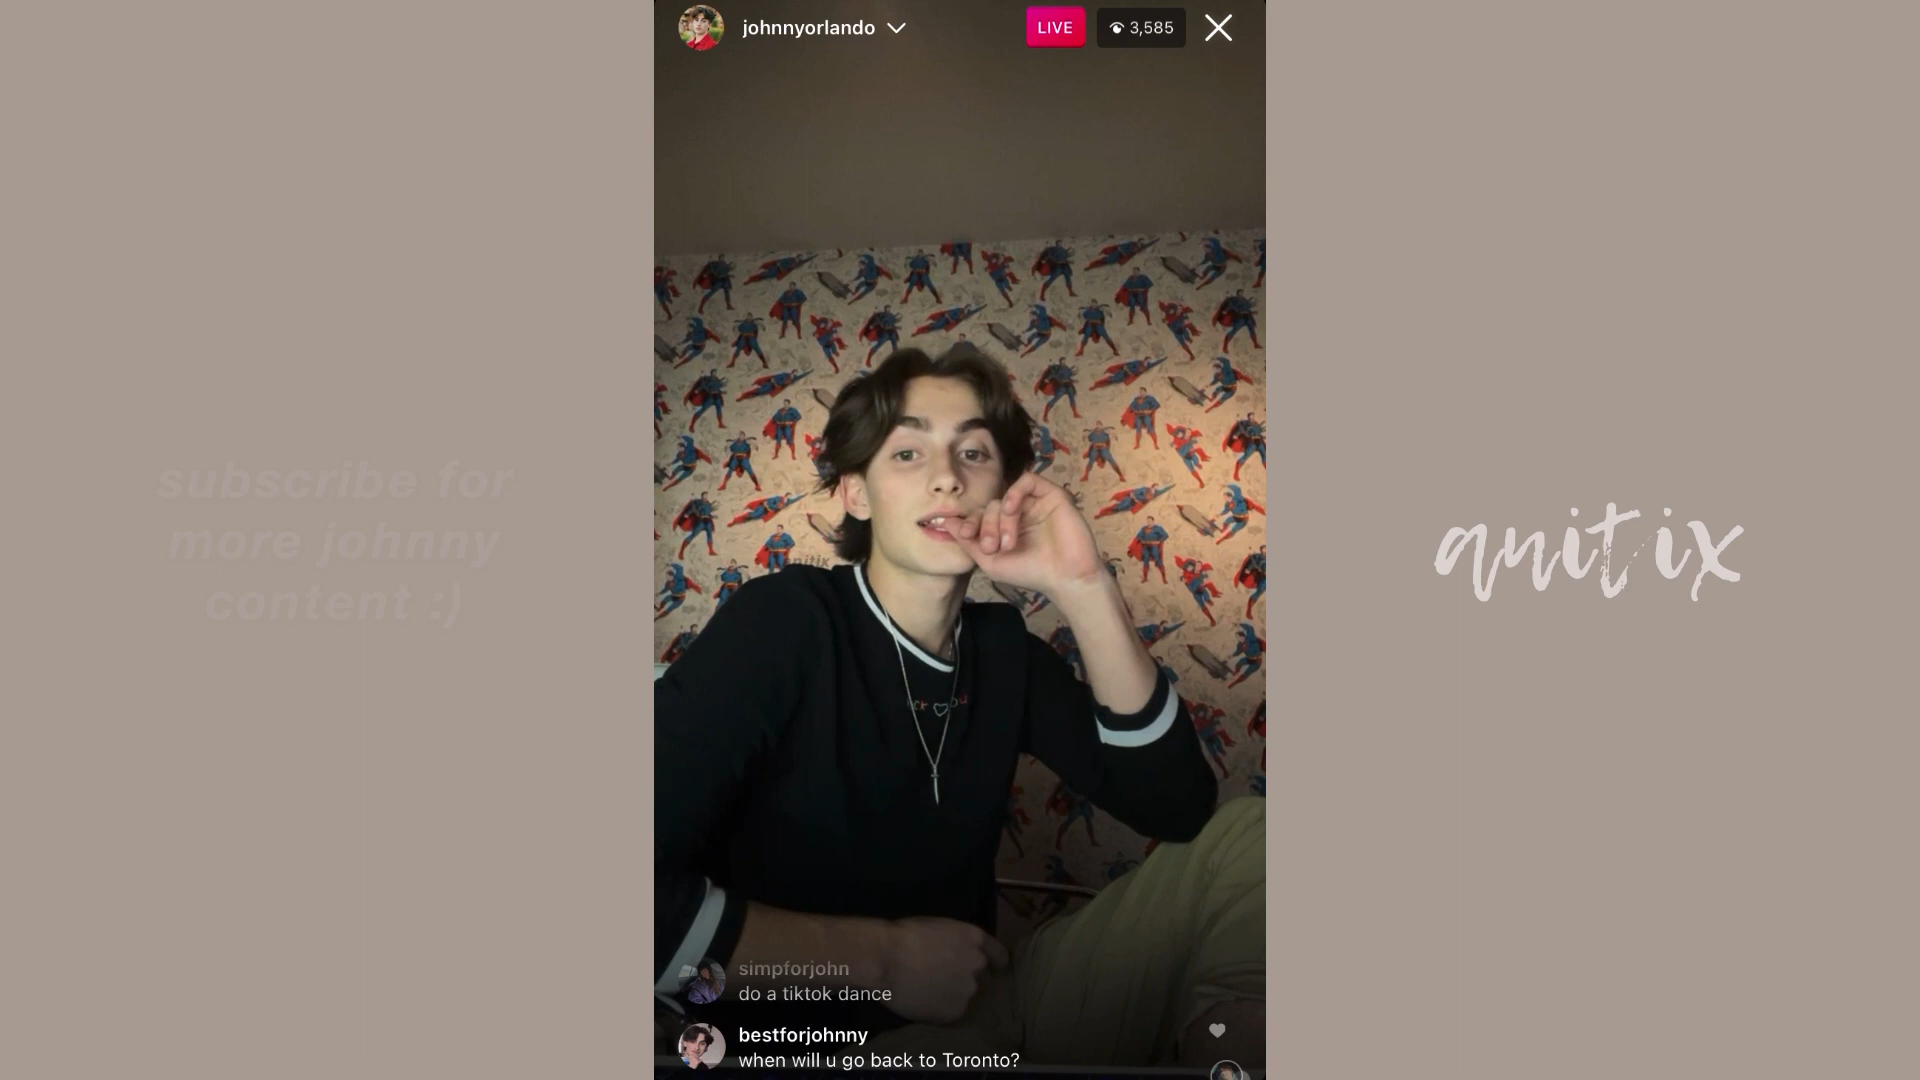 johnnyorlando
LIVE
3,585
subscribe for
more johnny
content :)
anitix
anitix
simpforjohn
do a tiktok dance
bestforjohnny
when will u go back to Toronto?